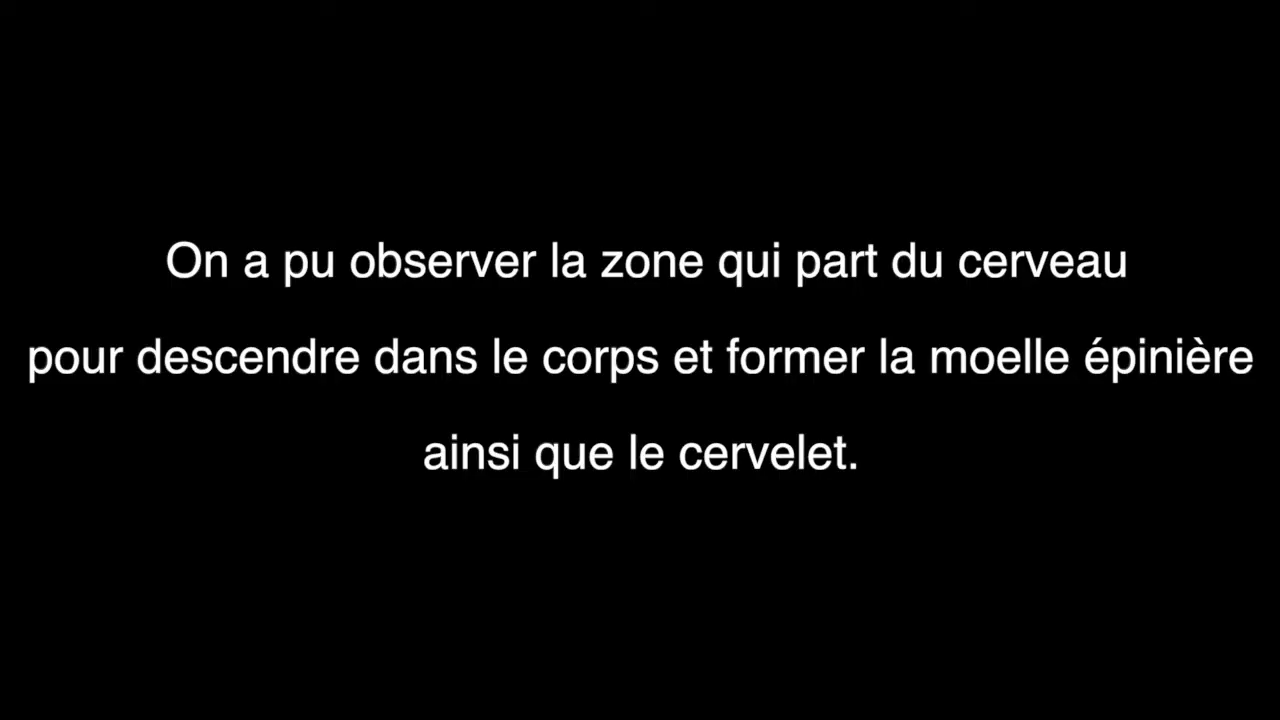 On a pu observer la zone qui part du cerveau
pour descendre dans le corps et former la moelle épinière
ainsi que le cervelet.